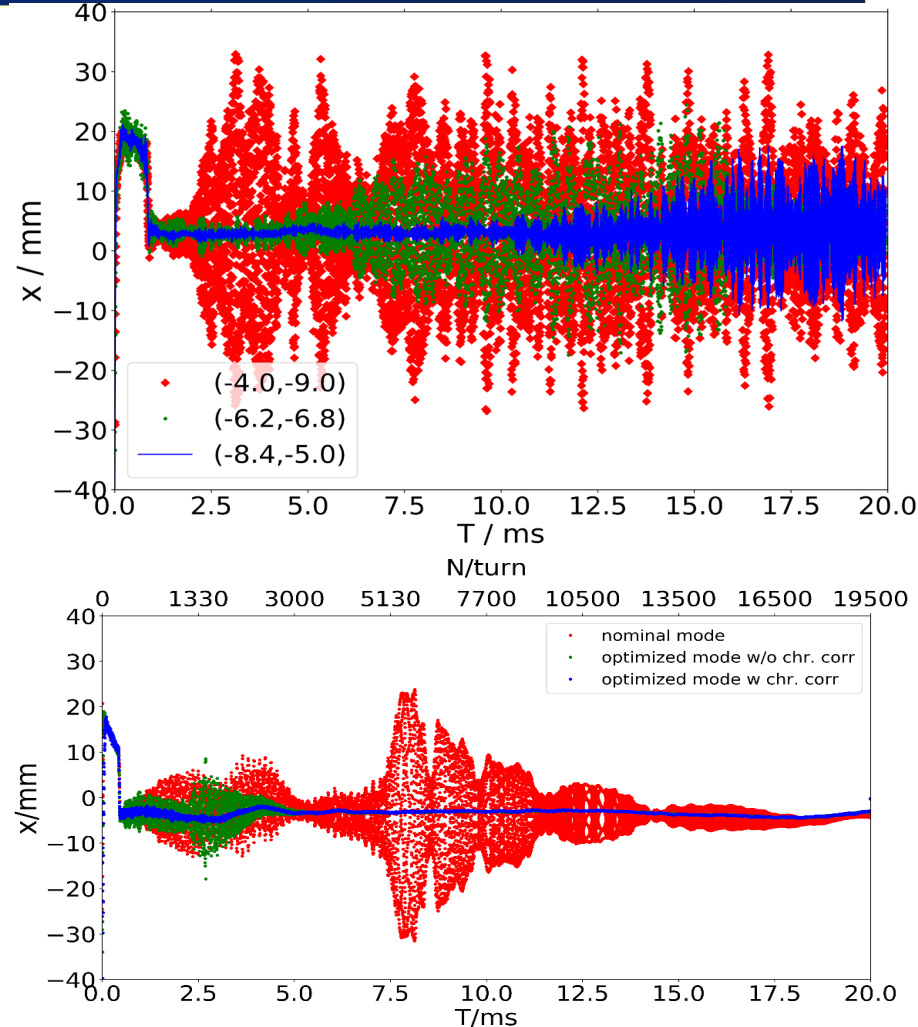 40
30
20
10
0
−10
−20
−30
−40
x / mm
(-4.0,-9.0)
(-6.2,-6.8)
(-8.4,-5.0)
0.0 2.5 5.0 7.5 10.0 12.5 15.0 17.5 20.0
T / ms
N/turn
0 1330 3000 5130 7700 10500 13500 16500 19500
40
30
20
10
0
−10
−20
−30
−40
x/mm
nominal mode
optimized mode w/o chr. corr
optimized mode w chr. corr
0.0 2.5 5.0 7.5 10.0 12.5 15.0 17.5 20.0
T/ms